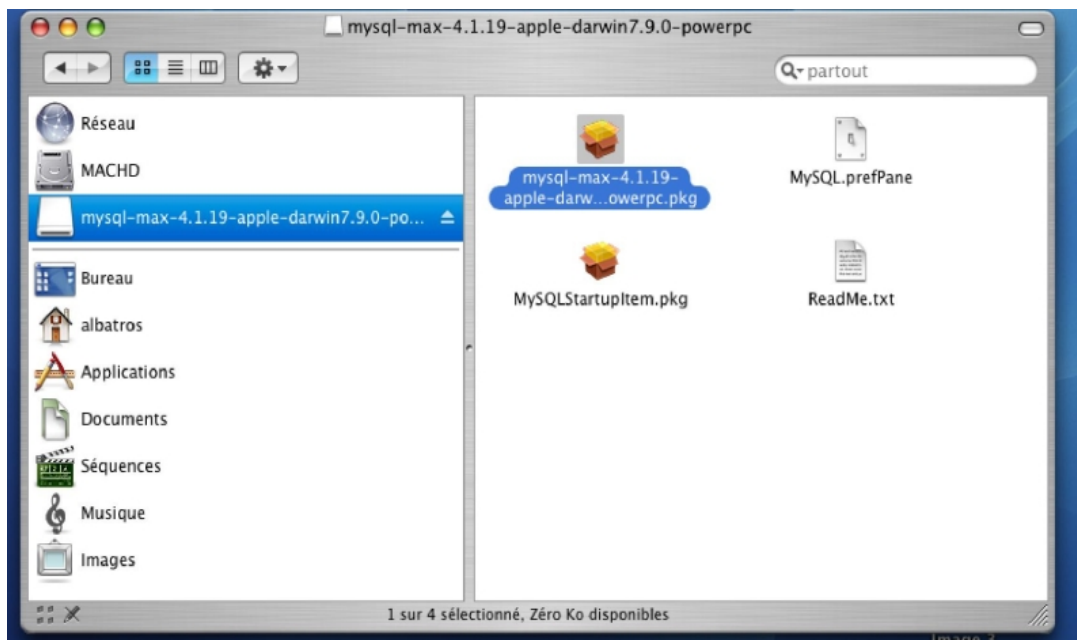 mysql-max-4.1.19-apple-darwin7.9.0-powerpc
partout
Réseau
MACHD
mysql-max-4.1.19-apple-darwin7.9.0-po...
Bureau
albatros
Applications
Documents
Séquences
Musique
Images
mysql-max-4.1.19-
apple-darw...owerpc.pkg
MySQL.prefPane
MySQLStartupItem.pkg
ReadMe.txt
1 sur 4 sélectionné, Zéro Ko disponibles